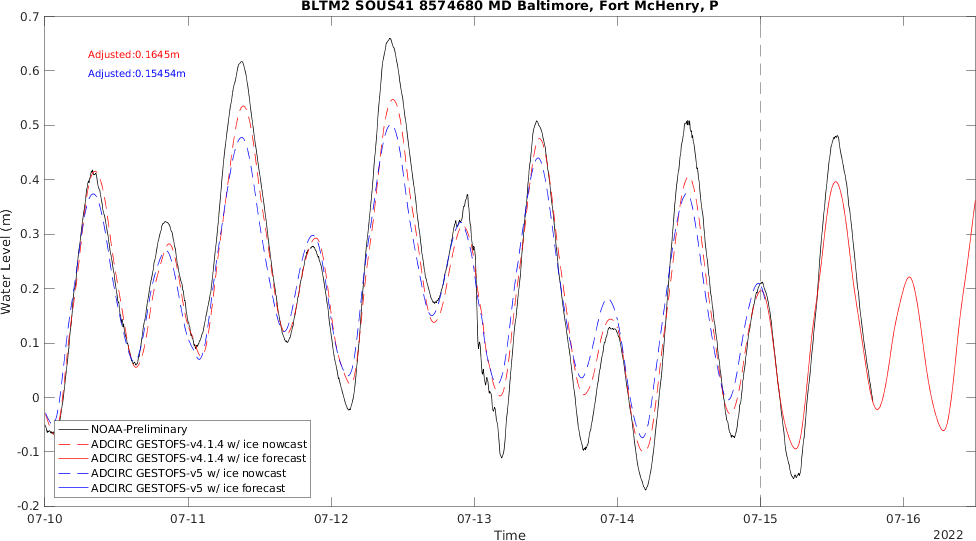 BLTM2 SOUS41 8574680 MD Baltimore, Fort McHenry, P
0.7
0.6
0.5
0.4
0.3
0.2
0.1
0
-0.1
-0.2
Water Level (m)
Adjusted:0.1645m
Adjusted:0.15454m
NOAA-Preliminary
ADCIRC GESTOFS-v4.1.4 w/ ice nowcast
ADCIRC GESTOFS-v4.1.4 w/ ice forecast
ADCIRC GESTOFS-v5 w/ ice nowcast
ADCIRC GESTOFS-v5 w/ ice forecast
07-10 07-11 07-12 07-13 07-14 07-15 07-16
Time
2022